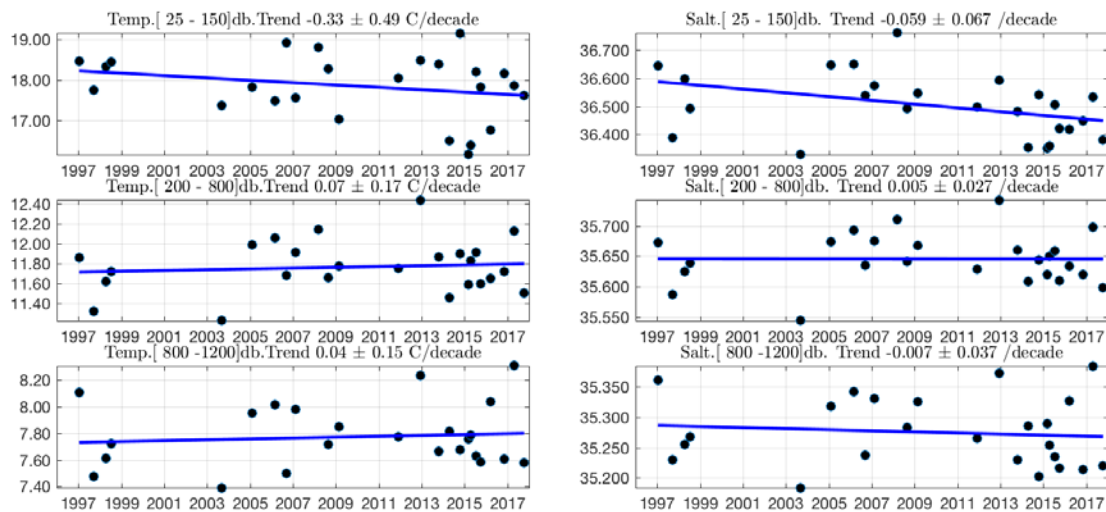 Temp.[ 25 - 150]db.Trend -0.33 ± 0.49 C/decade
19.00
18.00
17.00
1997 1999 2001 2003 2005 2007 2009 2011 2013 2015 2017
Salt.[ 25 - 150]db. Trend -0.059 ± 0.067 /decade
36.700
36.600
36.500
36.400
1997 1999 2001 2003 2005 2007 2009 2011 2013 2015 2017
Temp.[ 200 - 800]db.Trend 0.07 ± 0.17 C/decade
12.40
12.00
11.80
11.40
1997 1999 2001 2003 2005 2007 2009 2011 2013 2015 2017
Salt.[ 200 - 800]db. Trend 0.005 ± 0.027 /decade
35.700
35.650
35.600
35.550
1997 1999 2001 2003 2005 2007 2009 2011 2013 2015 2017
Temp.[ 800 -1200]db.Trend 0.04 ± 0.15 C/decade
8.20
8.00
7.80
7.60
7.40
1997 1999 2001 2003 2005 2007 2009 2011 2013 2015 2017
Salt.[ 800 -1200]db. Trend -0.007 ± 0.037 /decade
35.350
35.300
35.250
35.200
1997 1999 2001 2003 2005 2007 2009 2011 2013 2015 2017